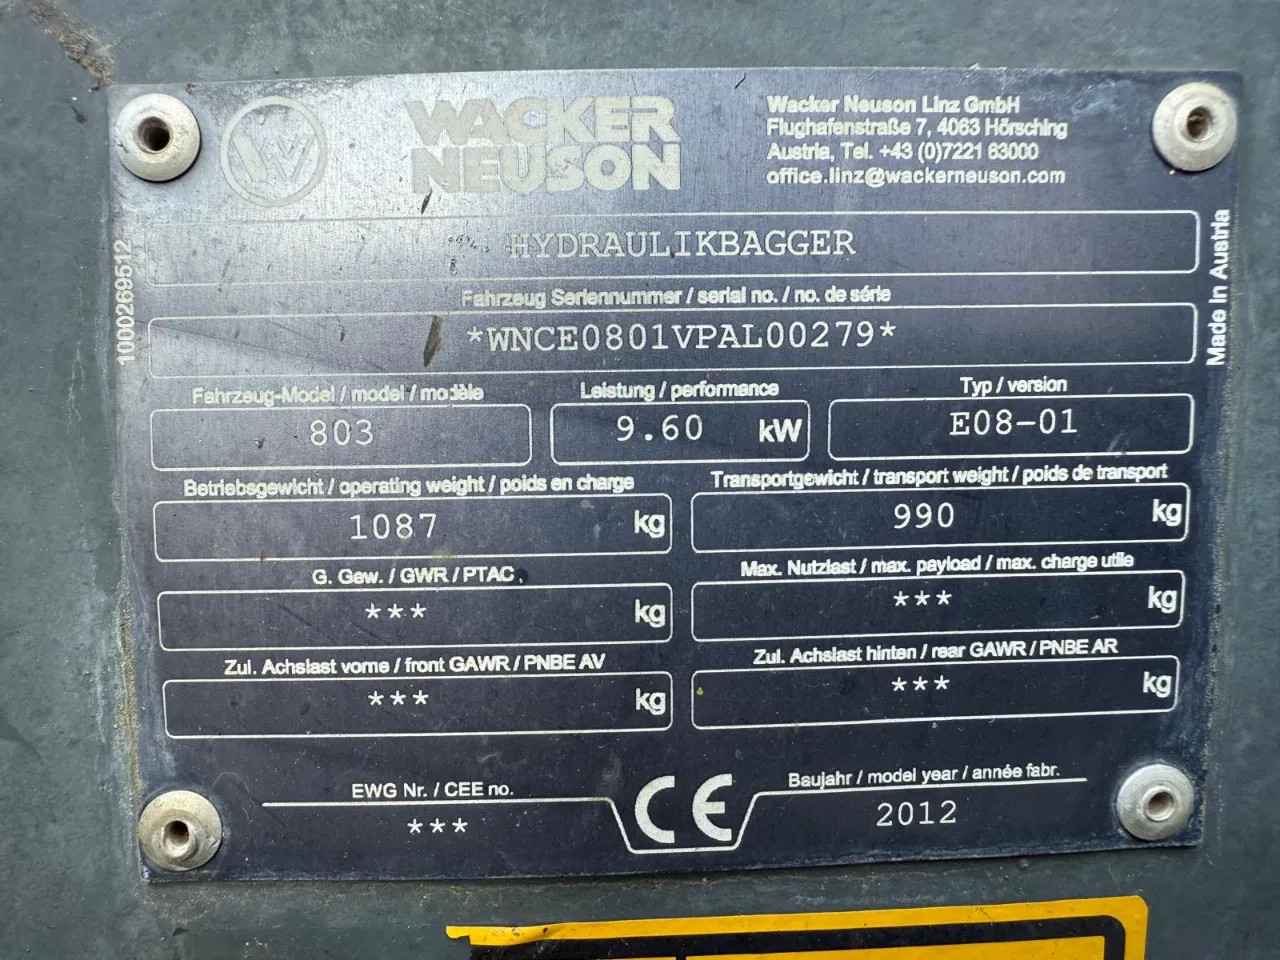 WACKER
NEUSON
Wacker Neuson Linz GmbH
Flughafenstraße 7, 4063 Hörsching
Austria, Tel. +43 (0)7221 63000
office.linz@wackerneuson.com
HYDRAULIKBAGGER
Fahrzeug Seriennummer / serial no. / no. de série
*WNCE0801VPAL00279*
Fahrzeug-Model / model / modèle
Leistung / performance
Typ / version
803
9.60 kW
E08-01
Betriebsgewicht / operating weight / poids en charge
Transportgewicht / transport weight / poids de transport
1087 kg
990 kg
G. Gew. / GWR / PTAC
Max. Nutzlast / max. payload / max. charge utile
*** kg
*** kg
Zul. Achslast vorne / front GAWR / PNBE AV
Zul. Achslast hinten / rear GAWR / PNBE AR
*** kg
*** kg
EWG Nr. / CEE no.
***
CE
Baujahr / model year / année fabr.
2012
1000269512
Made in Austria